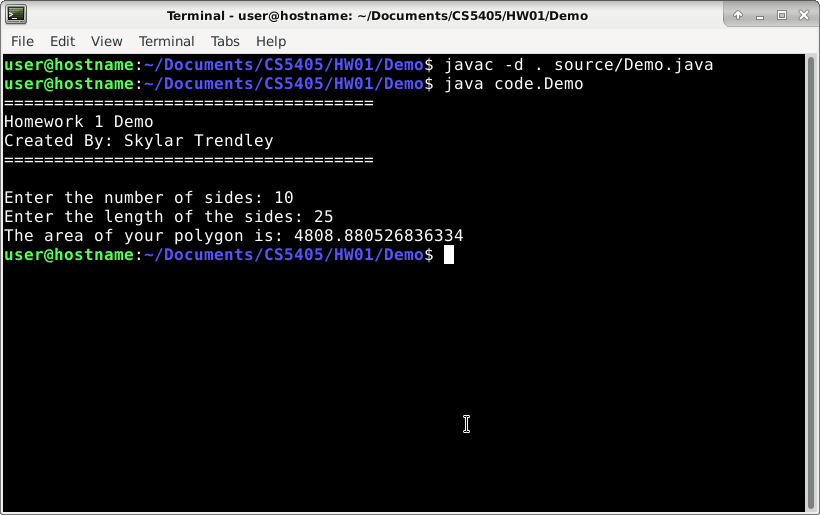 Terminal - user@hostname: ~/Documents/CS5405/HW01/Demo
File Edit View Terminal Tabs Help
user@hostname:~/Documents/CS5405/HW01/Demo$ javac -d . source/Demo.java
user@hostname:~/Documents/CS5405/HW01/Demo$ java code.Demo
=====================================
Homework 1 Demo
Created By: Skylar Trendley
=====================================
Enter the number of sides: 10
Enter the length of the sides: 25
The area of your polygon is: 4808.880526836334
user@hostname:~/Documents/CS5405/HW01/Demo$